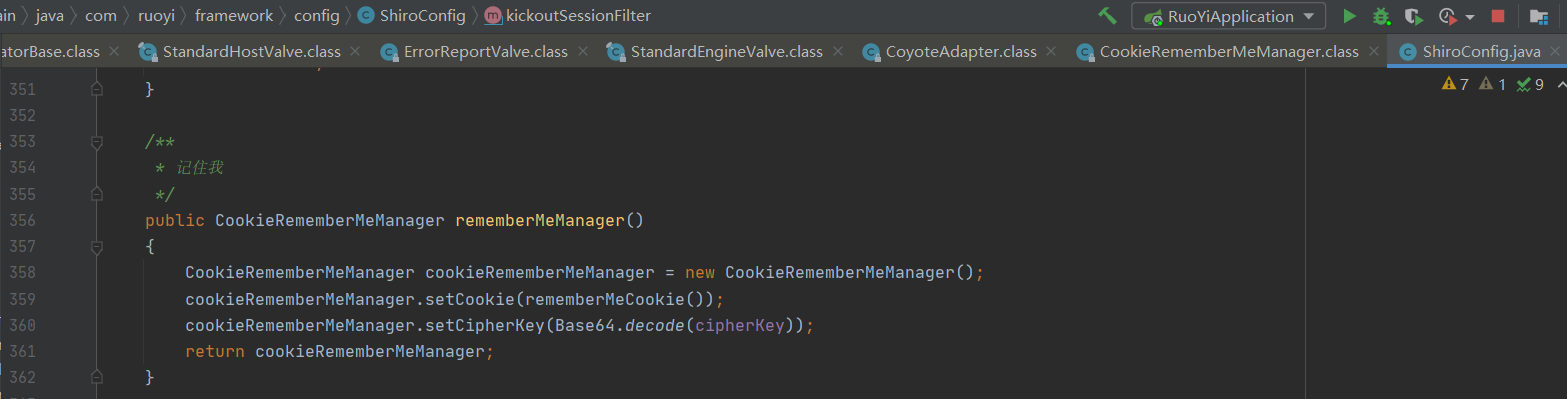 in java com ruoyi framework config ShiroConfig kickoutSessionFilter RuoYiApplication
atorBase.class StandardHostValve.class ErrorReportValve.class StandardEngineValve.class CoyoteAdapter.class CookieRememberMeManager.class ShiroConfig.java
7 1 9
351 }
352
353 /**
354 * 记住我
355 */
356 public CookieRememberMeManager rememberMeManager()
357 {
358 CookieRememberMeManager cookieRememberMeManager = new CookieRememberMeManager();
359 cookieRememberMeManager.setCookie(rememberMeCookie());
360 cookieRememberMeManager.setCipherKey(Base64.decode(cipherKey));
361 return cookieRememberMeManager;
362 }